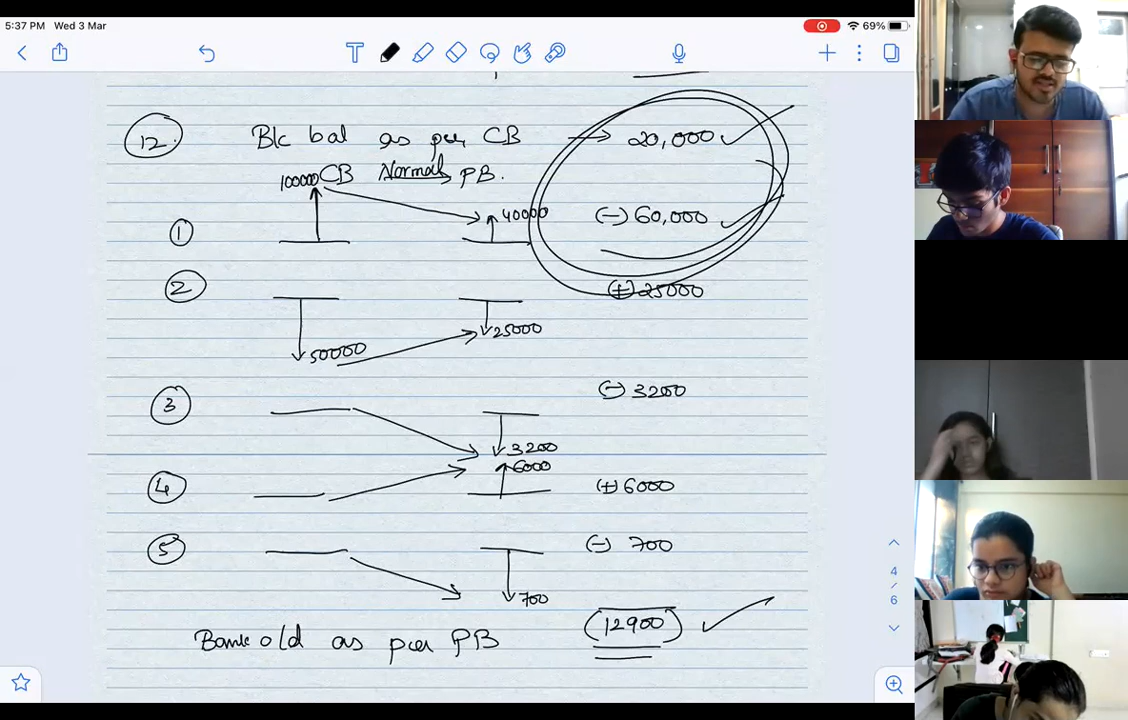 5:37 PM Wed 3 Mar
69%
T
12. Blc bal as per CB → 20,000
100000 CB Normal PB.
1 40000 (-) 60,000
2 (+) 25000
50000 25000
3 (-) 3200
3200
6000
4 (+) 6000
5 (-) 700
700
Bank old as per PB (12900)
4
/
6